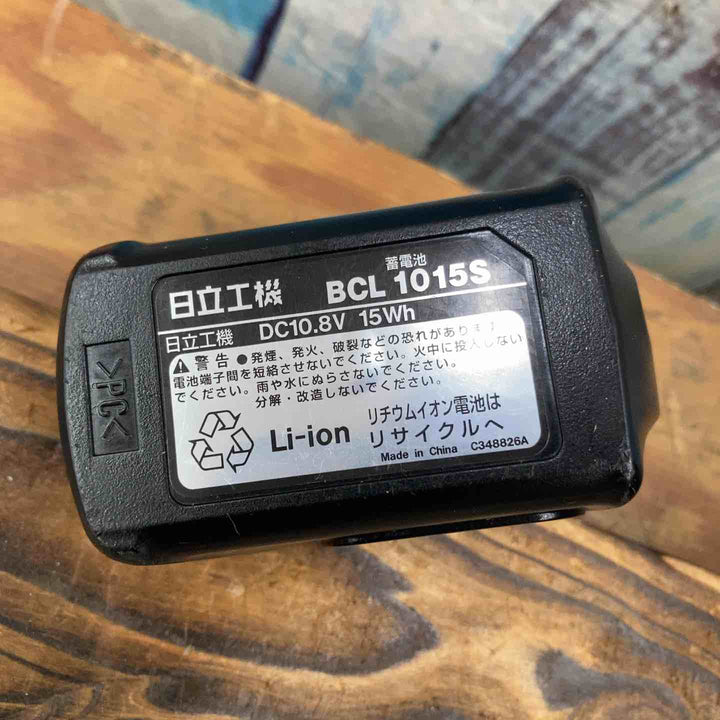 蓄電池
日立工機 BCL 1015S
日立工機 DC10.8V 15Wh
警告 ●発煙、発火、破裂などの恐れがあります
電池端子間を短絡させないでください。火中に投入しない
でください。雨や水にぬらさないでください。
分解・改造しないでください。
Li-ion リチウムイオン電池は
リサイクルへ
Made in China C348826A
>PC<